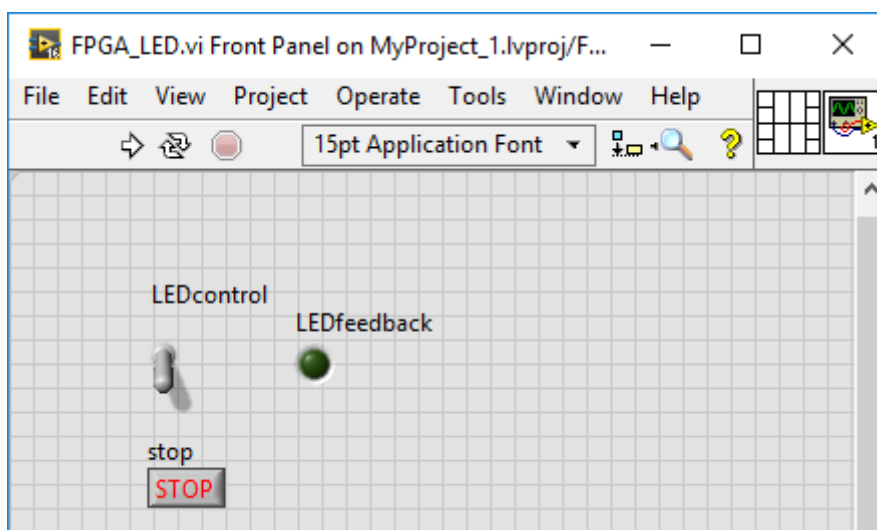 FPGA_LED.vi Front Panel on MyProject_1.lvproj/F...
File Edit View Project Operate Tools Window Help
15pt Application Font
LEDcontrol
LEDfeedback
stop
STOP